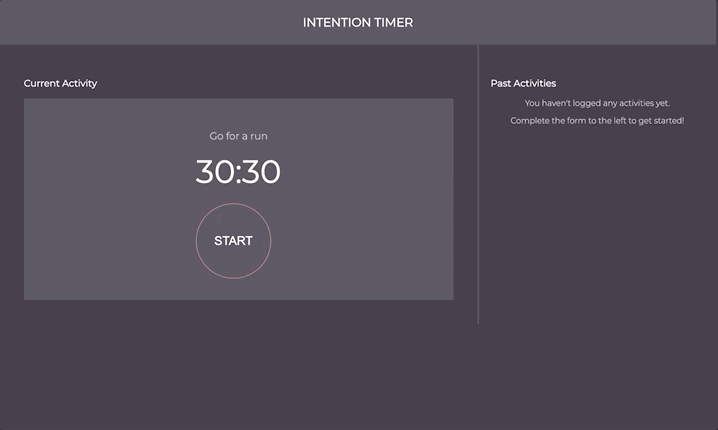 INTENTION TIMER
Current Activity
Go for a run
30:30
START
Past Activities
You haven't logged any activities yet.
Complete the form to the left to get started!